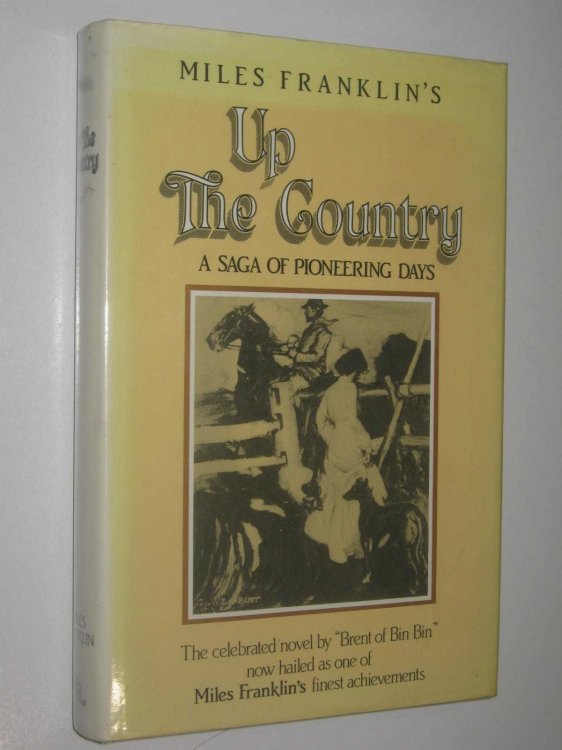 MILES FRANKLIN'S
Up
The Country
A SAGA OF PIONEERING DAYS
The celebrated novel by "Brent of Bin Bin"
now hailed as one of
Miles Franklin's finest achievements